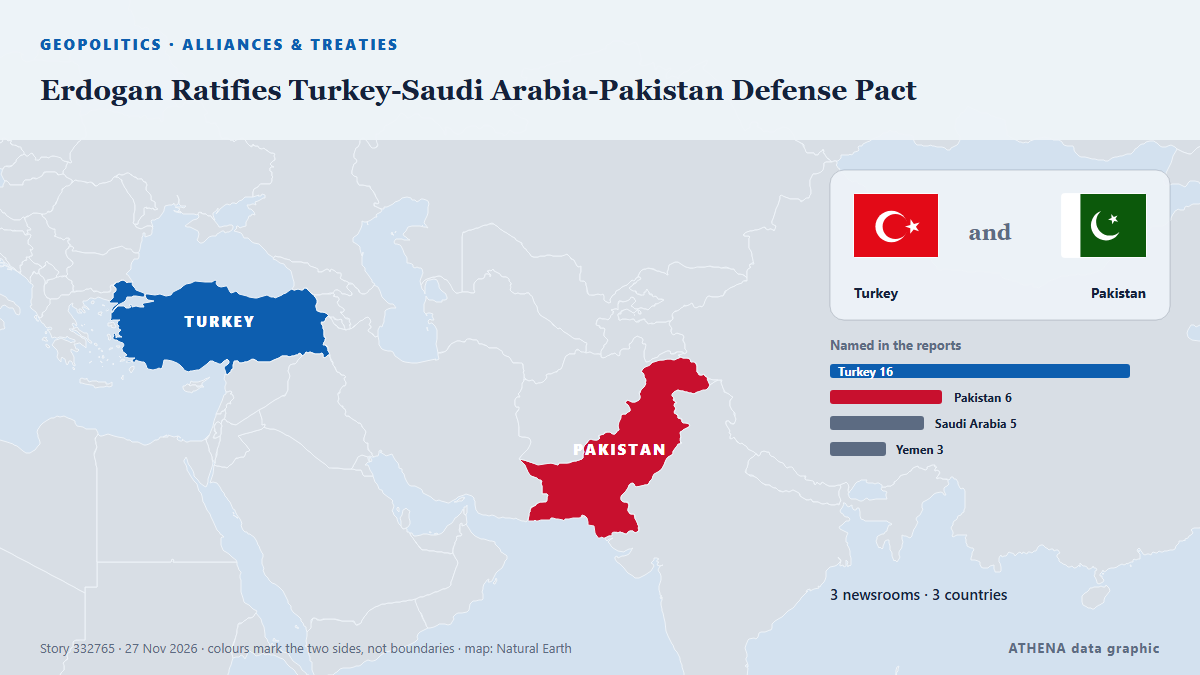 GEOPOLITICS · ALLIANCES & TREATIES
Erdogan Ratifies Turkey-Saudi Arabia-Pakistan Defense Pact
and
Turkey
Pakistan
TURKEY
PAKISTAN
Named in the reports
Turkey 16
Pakistan 6
Saudi Arabia 5
Yemen 3
3 newsrooms · 3 countries
Story 332765 · 27 Nov 2026 · colours mark the two sides, not boundaries · map: Natural Earth
ATHENA data graphic